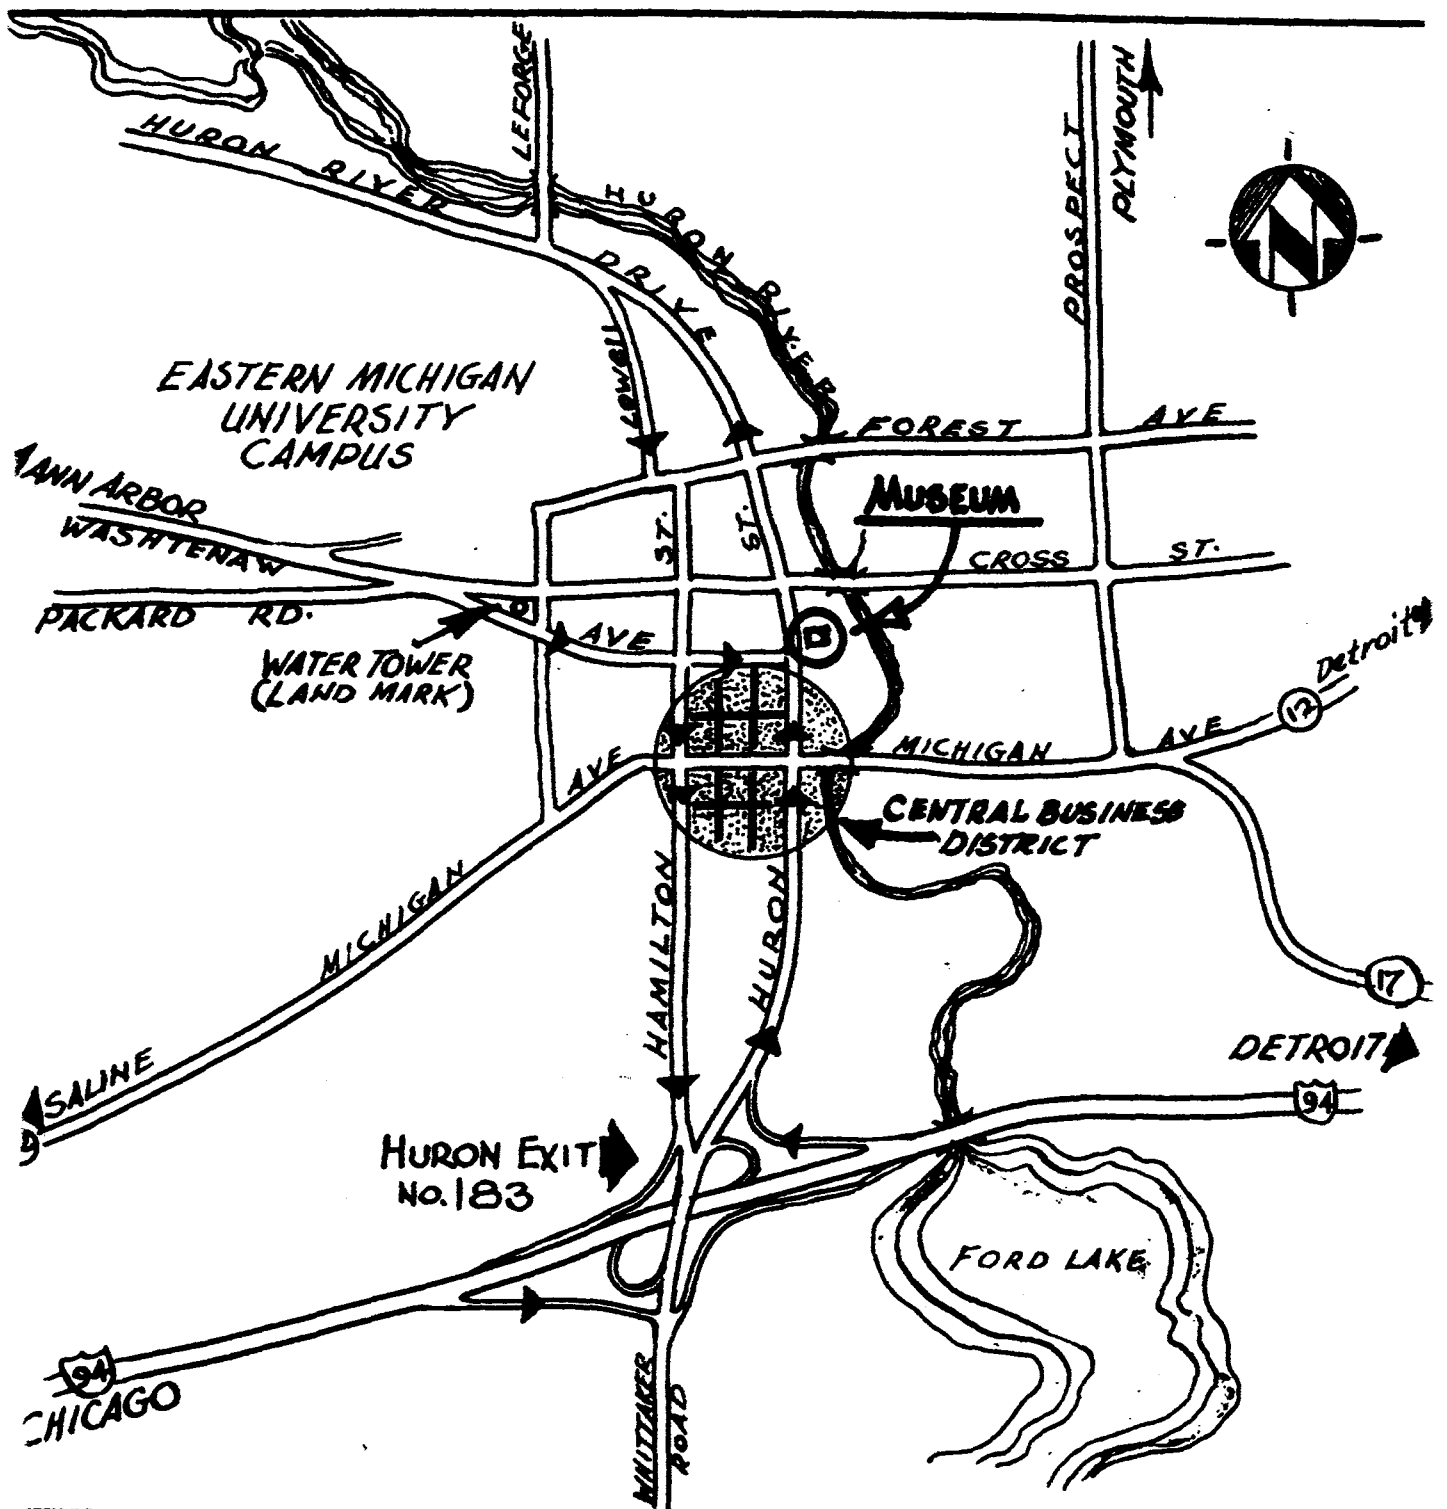 LEFORGE
PROSPECT
PLYMOUTH
HURON RIVER DRIVE
HURON RIVER
N
LOWELL
EASTERN MICHIGAN
UNIVERSITY
CAMPUS
FOREST AVE
ANN ARBOR
WASHTENAW AVE
MUSEUM
ST.
ST.
CROSS ST.
PACKARD RD.
WATER TOWER
(LAND MARK)
Detroit
12
MICHIGAN AVE
AVE
CENTRAL BUSINESS
DISTRICT
MICHIGAN
HAMILTON
HURON
17
DETROIT
SALINE
94
HURON EXIT
NO. 183
FORD LAKE
94
CHICAGO
WHITTAKER
ROAD